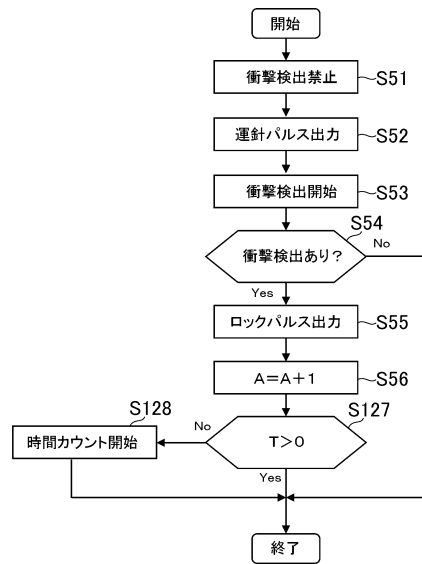 開始
衝撃検出禁止
S51
運針パルス出力
S52
衝撃検出開始
S53
S54
衝撃検出あり？
No
Yes
ロックパルス出力
S55
A＝A＋1
S56
S128
S127
時間カウント開始
No
T＞0
Yes
終了